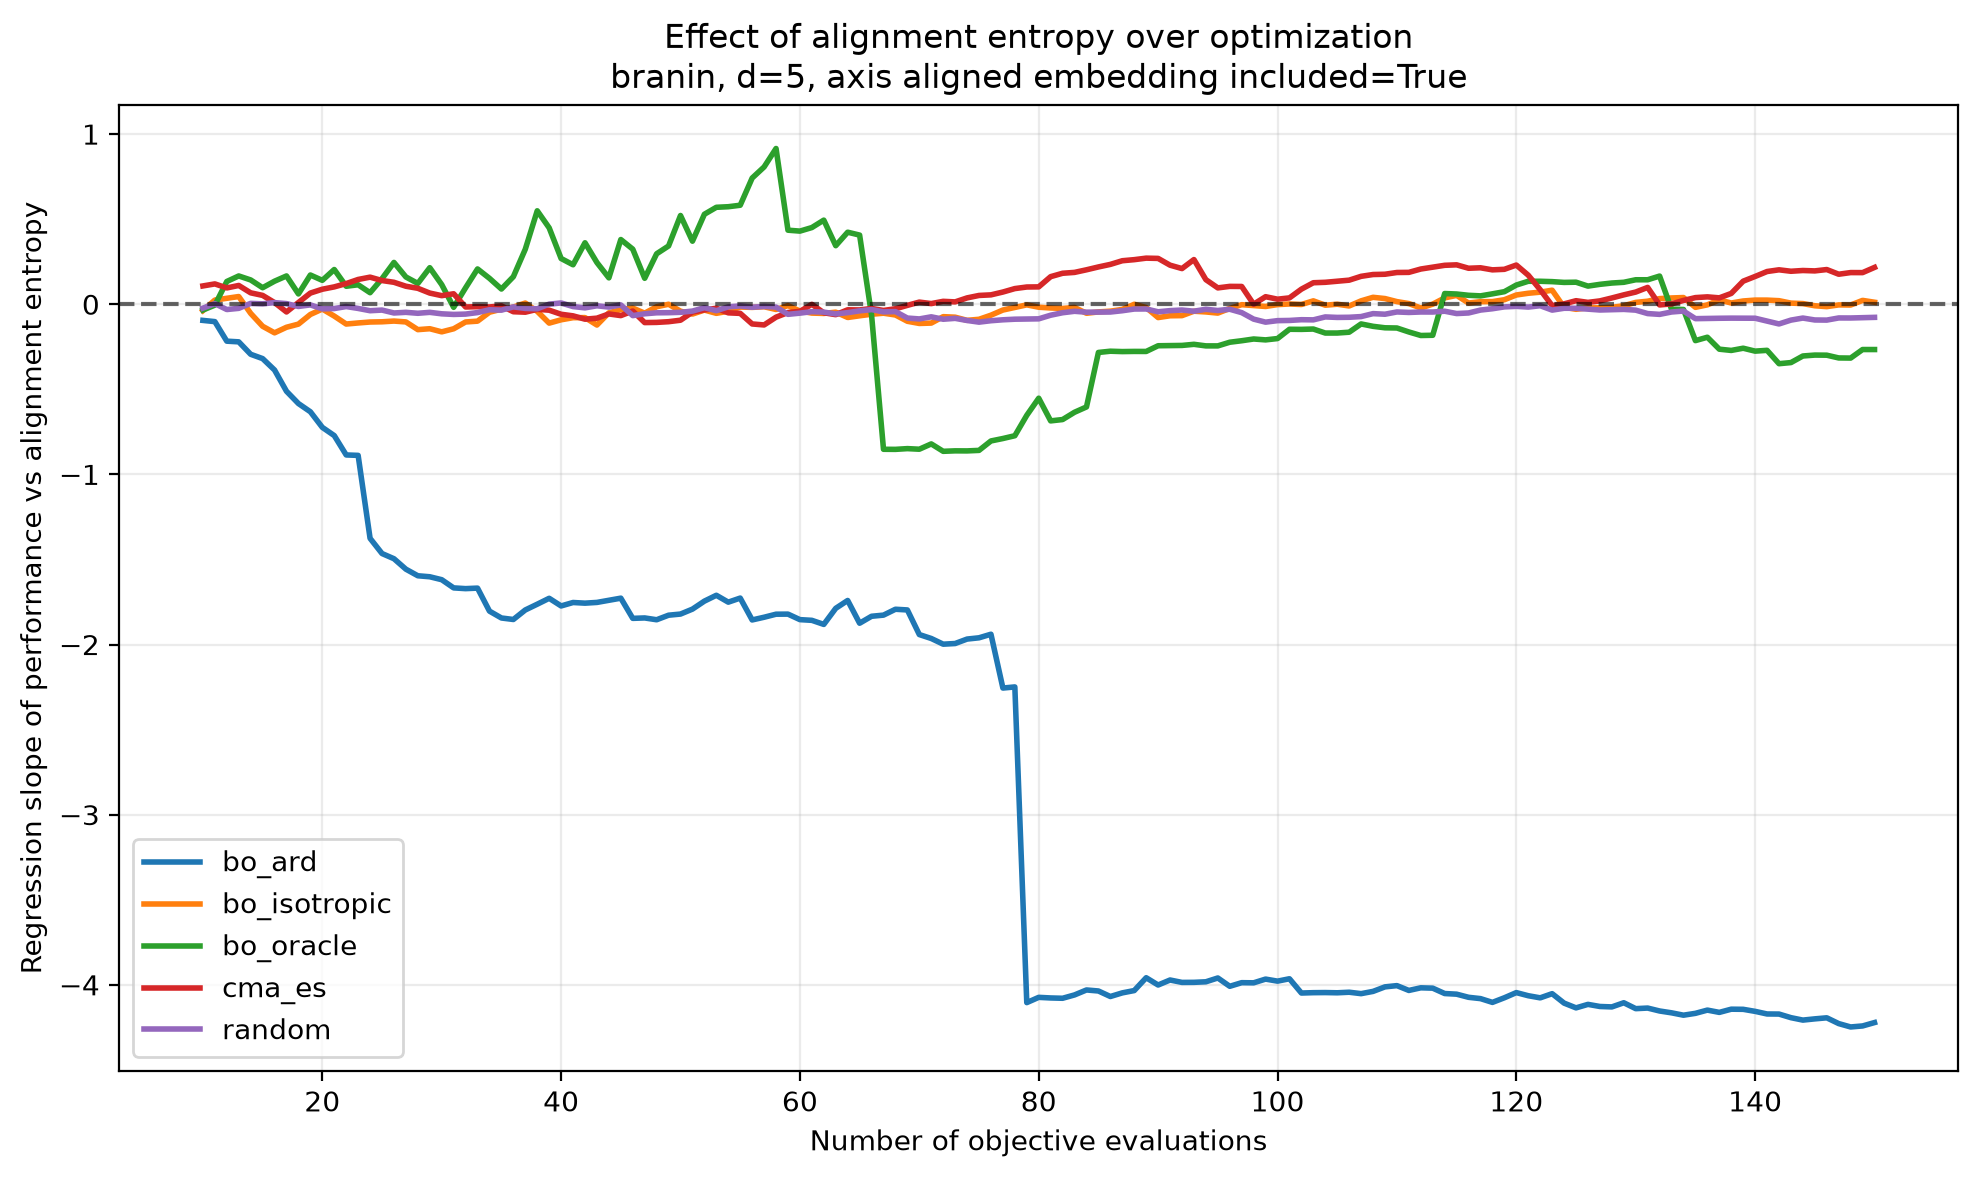 Effect of alignment entropy over optimization
branin, d=5, axis aligned embedding included=True
Regression slope of performance vs alignment entropy
1
0
−1
−2
−3
−4
bo_ard
bo_isotropic
bo_oracle
cma_es
random
20 40 60 80 100 120 140
Number of objective evaluations